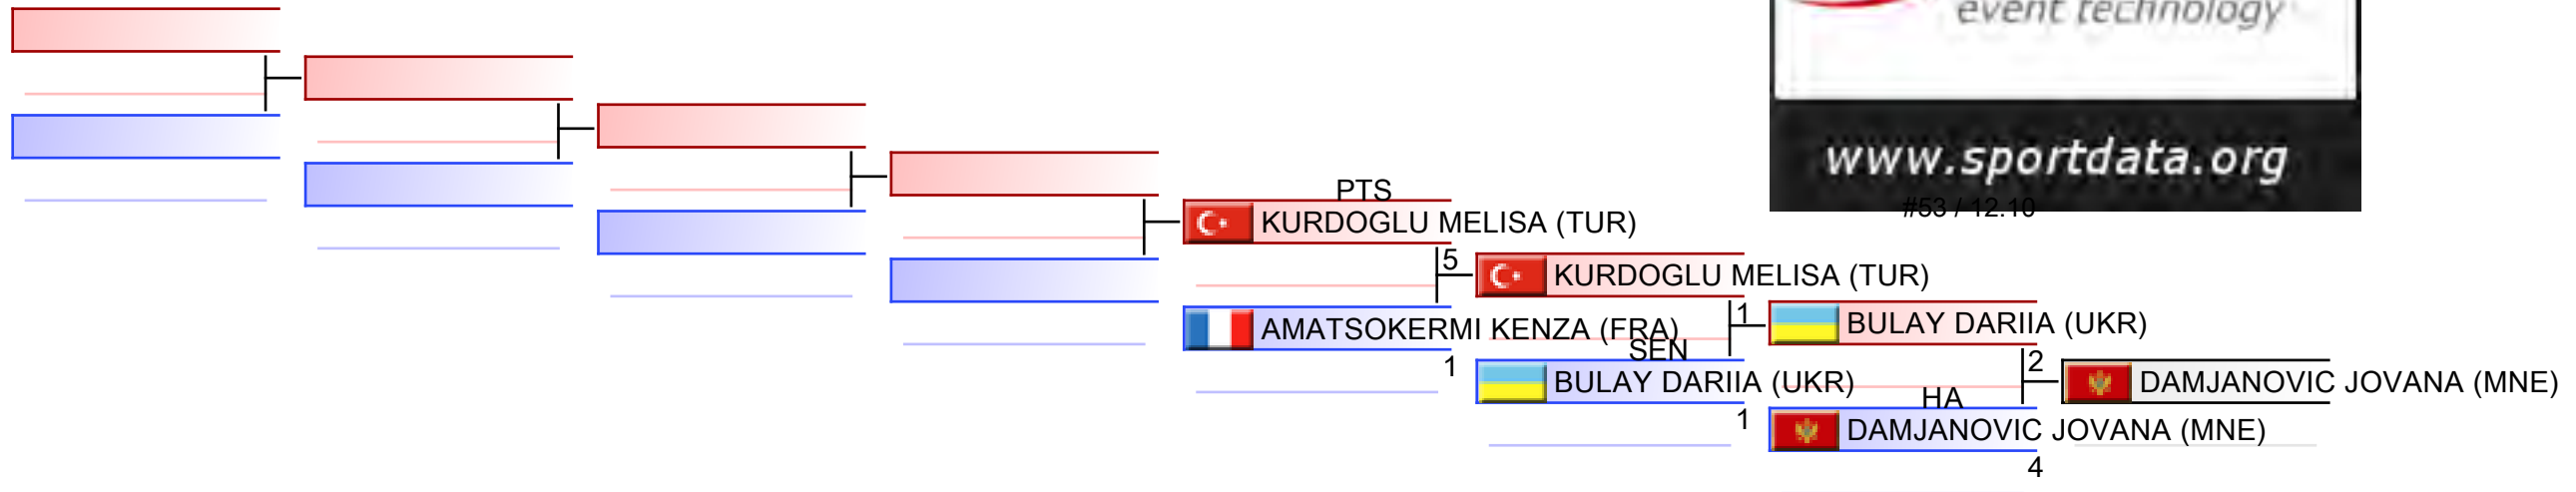 event technology
www.sportdata.org
#53 / 12.10
PTS
KURDOGLU MELISA (TUR)
5
KURDOGLU MELISA (TUR)
AMATSOKERMI KENZA (FRA)
1
SEN
1
BULAY DARIIA (UKR)
BULAY DARIIA (UKR)
1
HA
2
DAMJANOVIC JOVANA (MNE)
DAMJANOVIC JOVANA (MNE)
4